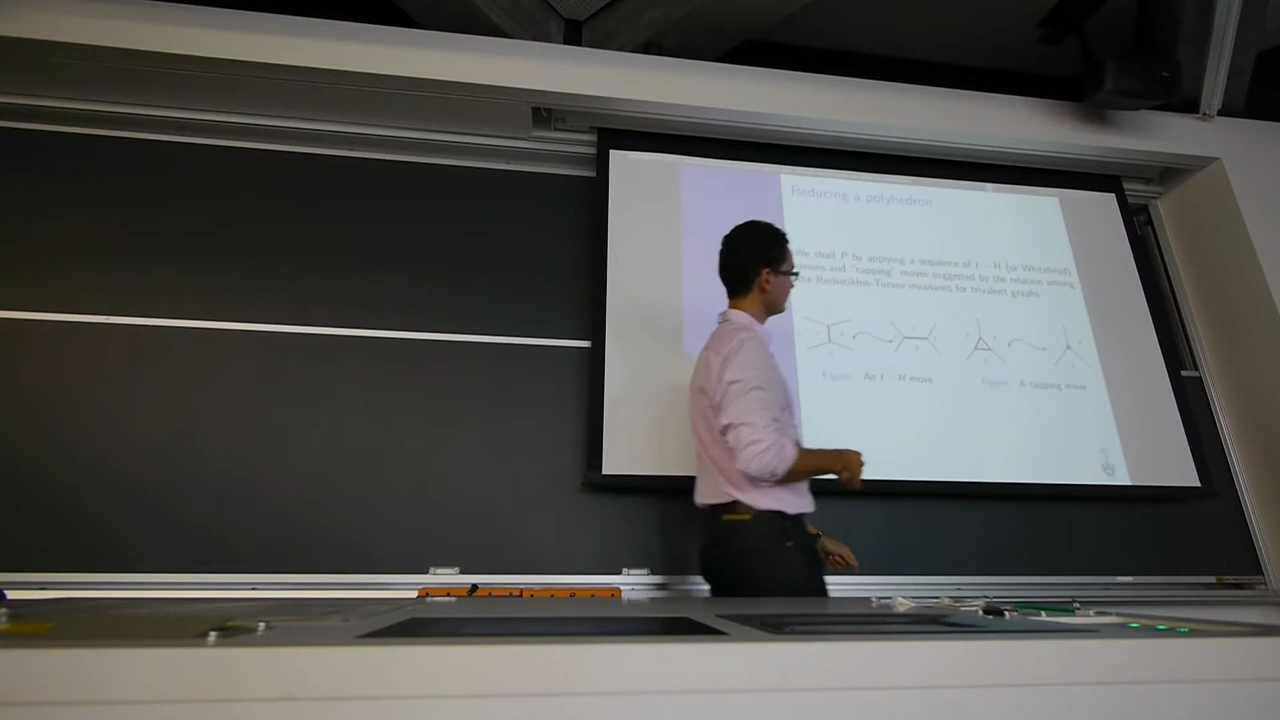 Reducing a polyhedron
We shall P by applying a sequence of I – H (or Whitehead)
moves and "capping" moves suggested by the relation among
the Reshetikhin-Turaev invariants for trivalent graphs
Figure: An I – H move
Figure: A capping move